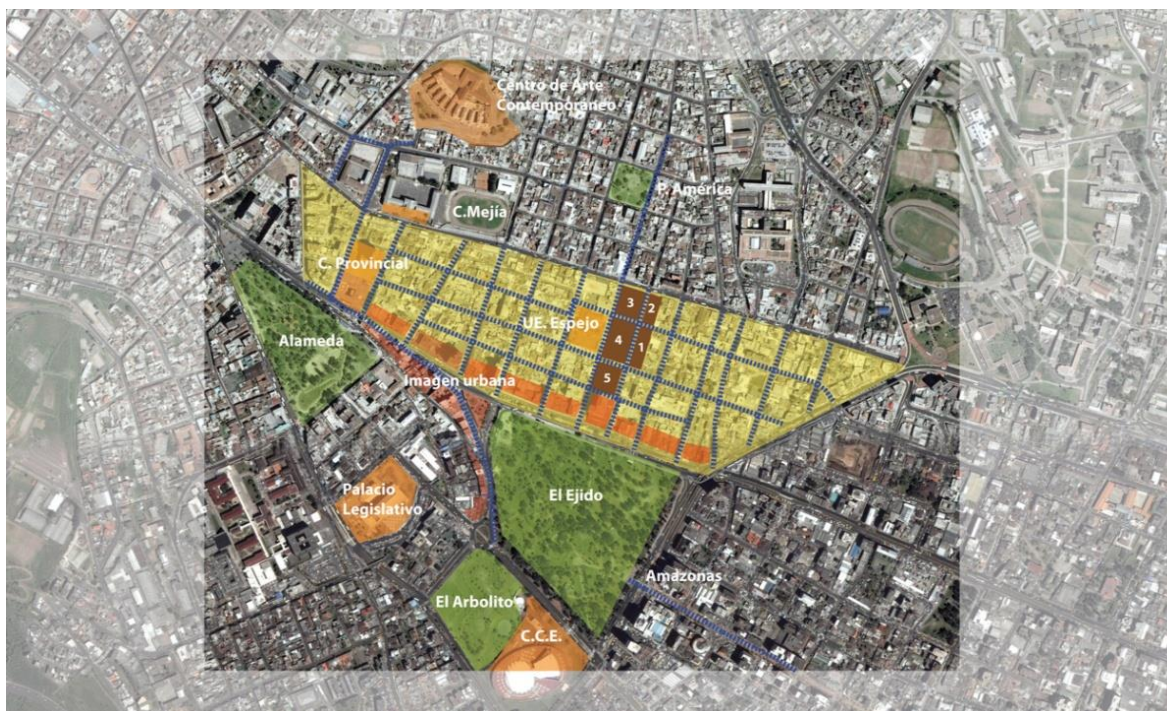 Centro de Arte
Contemporáneo
P. América
C.Mejía
C. Provincial
3
2
UE. Espejo
4
1
Alameda
Imagen urbana
5
Palacio
Legislativo
El Ejido
Amazonas
El Arbolito
C.C.E.